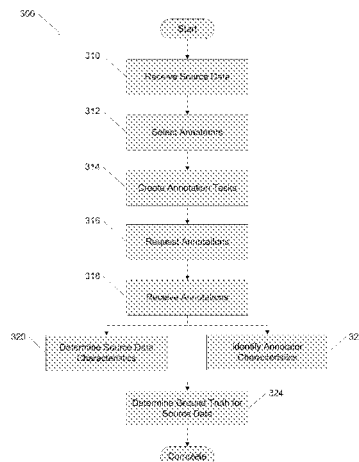 300
Start
310
Receive Source Data
312
Select Annotators
314
Create Annotation Tasks
316
Request Annotations
318
Receive Annotations
320
Determine Source Data
Characteristics
32
Identify Annotator
Characteristics
324
Determine Ground Truth for
Source Data
Complete